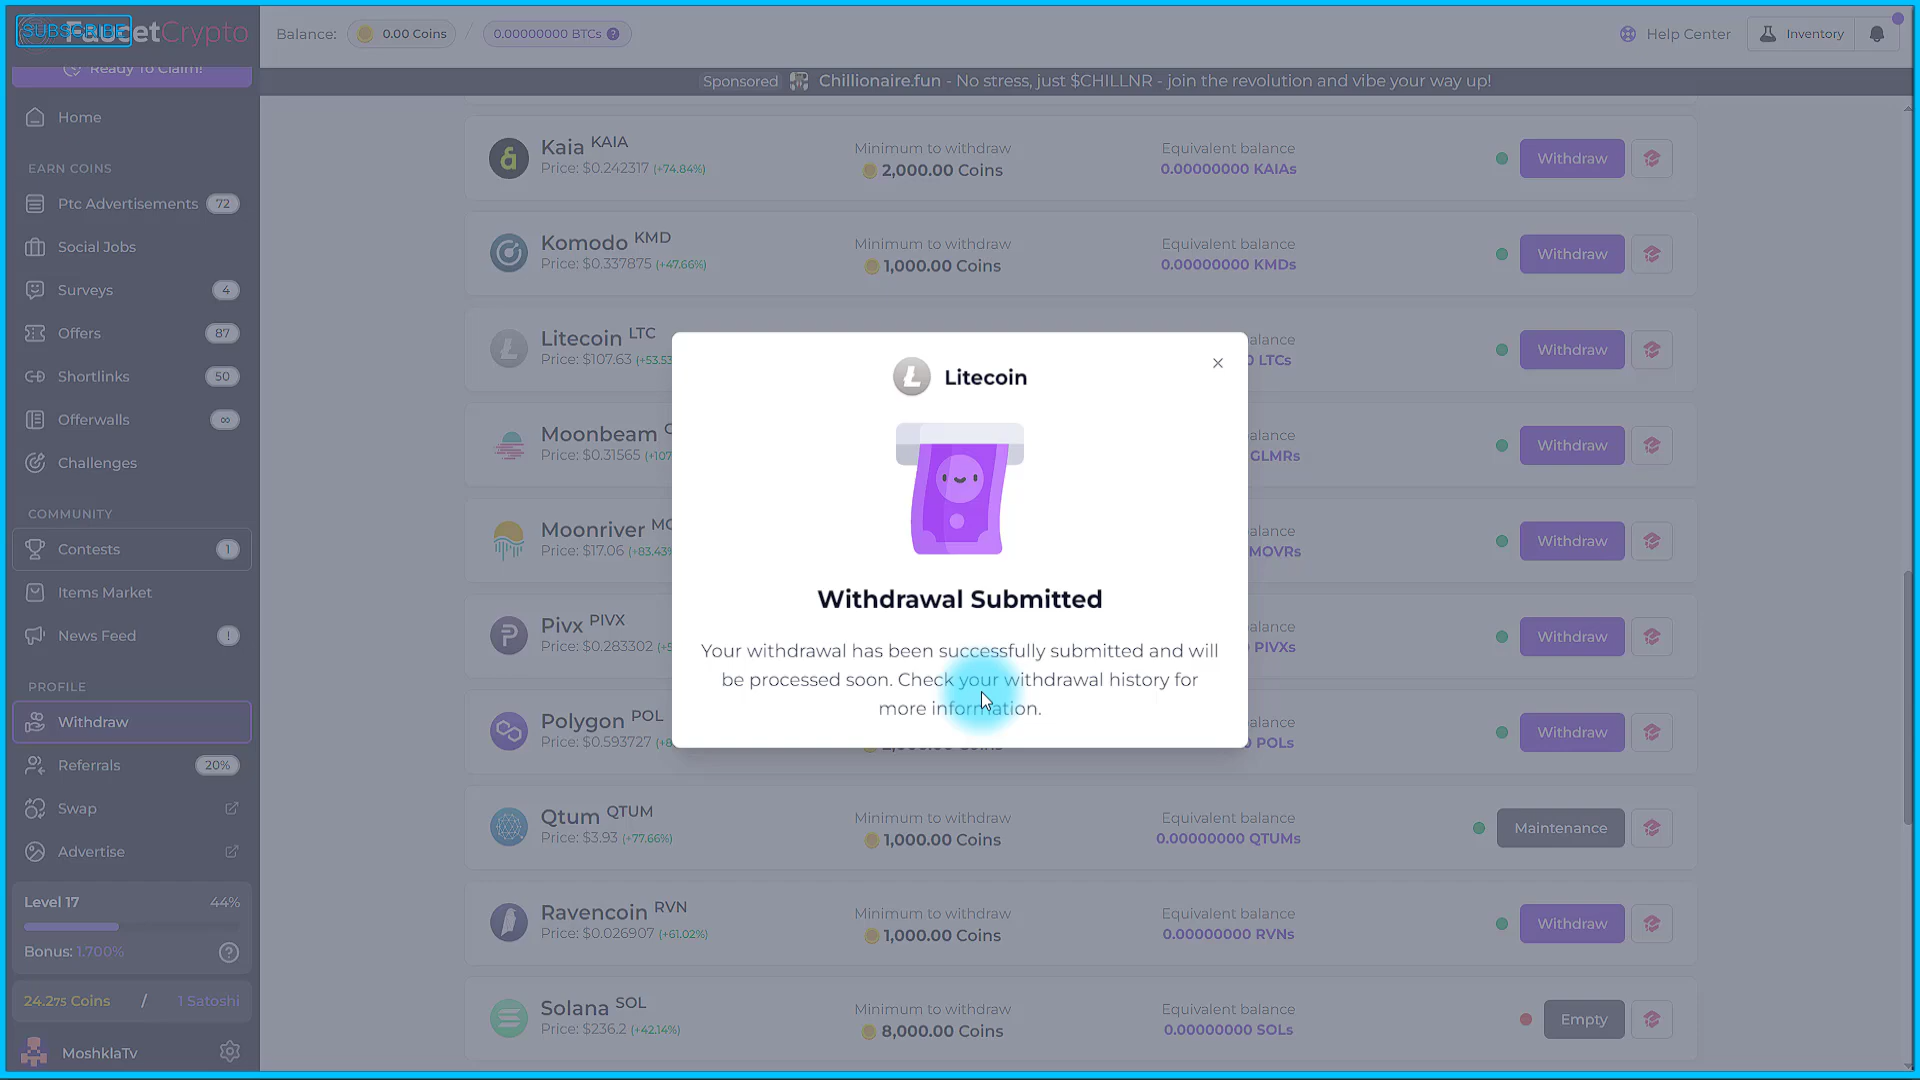 SUBSCRIBE
FaucetCrypto
Ready To Claim!
Balance:
0.00 Coins
/
0.00000000 BTCs ?
Help Center
Inventory
Sponsored
Chillionaire.fun - No stress, just $CHILLNR - join the revolution and vibe your way up!
Home
EARN COINS
Ptc Advertisements 72
Social Jobs
Surveys 4
Offers 87
Shortlinks 50
Offerwalls ∞
Challenges
COMMUNITY
Contests 1
Items Market
News Feed !
PROFILE
Withdraw
Referrals 20%
Swap
Advertise
Level 17 44%
Bonus: 1.700% ?
24.275 Coins / 1 Satoshi
MoshklaTv
Kaia KAIA
Price: $0.242317 (+74.84%)
Minimum to withdraw
2,000.00 Coins
Equivalent balance
0.00000000 KAIAs
Withdraw
Komodo KMD
Price: $0.337875 (+47.66%)
Minimum to withdraw
1,000.00 Coins
Equivalent balance
0.00000000 KMDs
Withdraw
Litecoin LTC
Price: $107.63 (+53.53
alance
LTCs
Withdraw
Moonbeam
Price: $0.31565 (+107
alance
GLMRs
Withdraw
Moonriver
Price: $17.06 (+83.43%
alance
MOVRs
Withdraw
Pivx PIVX
Price: $0.283302
alance
PIVXs
Withdraw
Polygon POL
Price: $0.593727
alance
POLs
Withdraw
Qtum QTUM
Price: $3.93 (+77.66%)
Minimum to withdraw
1,000.00 Coins
Equivalent balance
0.00000000 QTUMs
Maintenance
Ravencoin RVN
Price: $0.026907 (+61.02%)
Minimum to withdraw
1,000.00 Coins
Equivalent balance
0.00000000 RVNs
Withdraw
Solana SOL
Price: $236.2 (+42.14%)
Minimum to withdraw
8,000.00 Coins
Equivalent balance
0.00000000 SOLs
Empty
Litecoin
Withdrawal Submitted
Your withdrawal has been successfully submitted and will
be processed soon. Check your withdrawal history for
more information.